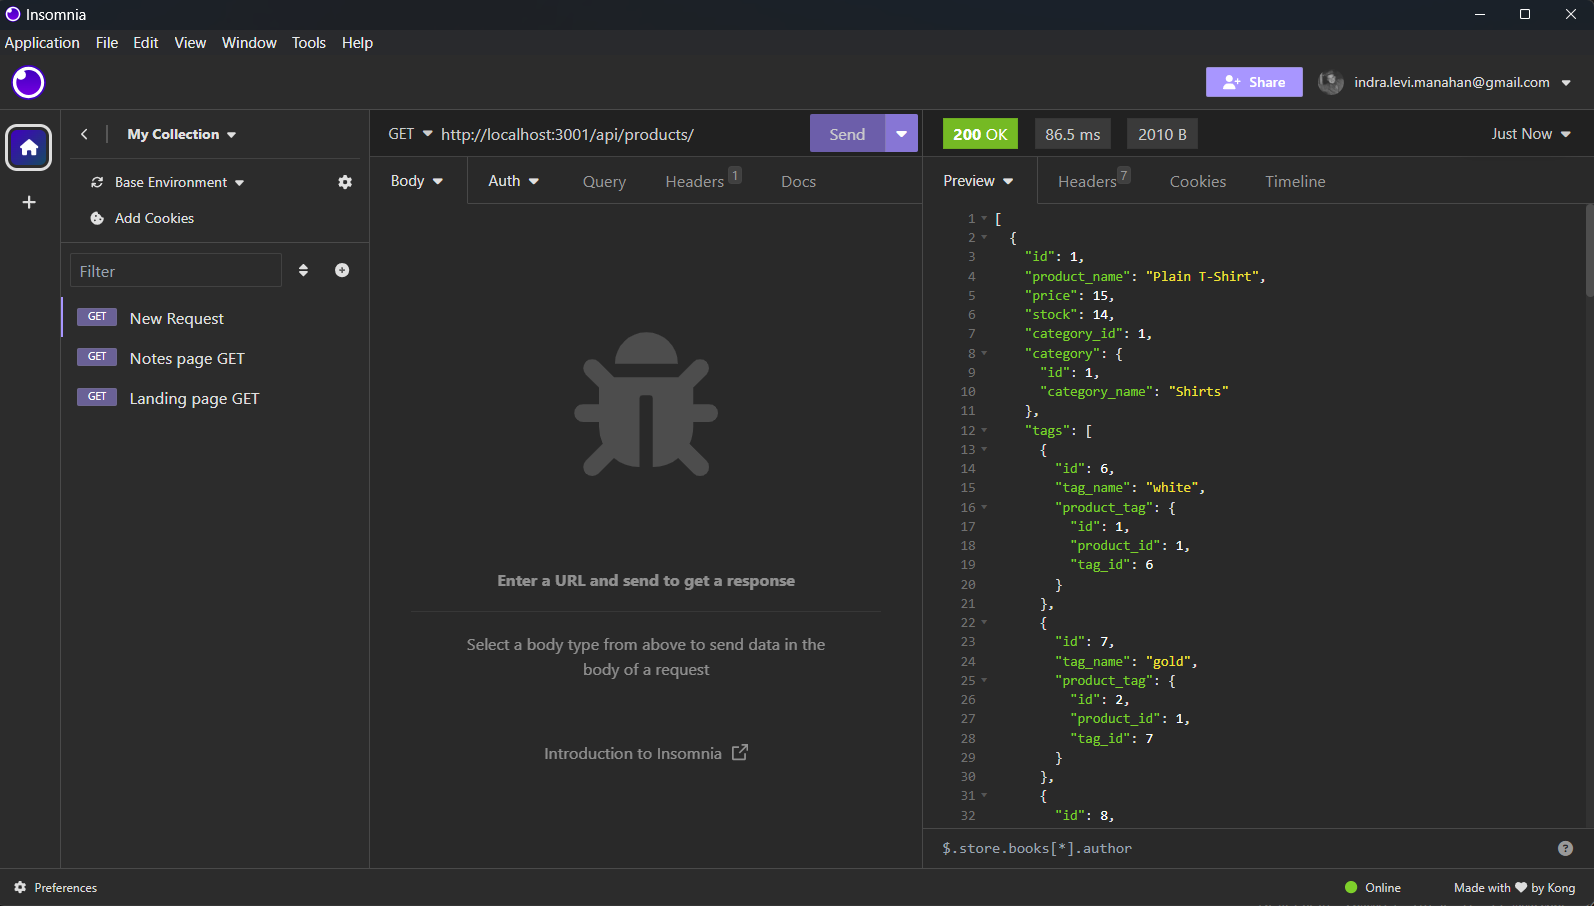 Insomnia
Application File Edit View Window Tools Help
Share
indra.levi.manahan@gmail.com
My Collection
GET http://localhost:3001/api/products/
Send
200 OK
86.5 ms
2010 B
Just Now
Base Environment
Add Cookies
Body
Auth
Query
Headers 1
Docs
Preview
Headers 7
Cookies
Timeline
Filter
GET New Request
GET Notes page GET
GET Landing page GET
Enter a URL and send to get a response
Select a body type from above to send data in the
body of a request
Introduction to Insomnia
1 [
2 {
3 "id": 1,
4 "product_name": "Plain T-Shirt",
5 "price": 15,
6 "stock": 14,
7 "category_id": 1,
8 "category": {
9 "id": 1,
10 "category_name": "Shirts"
11 },
12 "tags": [
13 {
14 "id": 6,
15 "tag_name": "white",
16 "product_tag": {
17 "id": 1,
18 "product_id": 1,
19 "tag_id": 6
20 }
21 },
22 {
23 "id": 7,
24 "tag_name": "gold",
25 "product_tag": {
26 "id": 2,
27 "product_id": 1,
28 "tag_id": 7
29 }
30 },
31 {
32 "id": 8,
$.store.books[*].author
?
Preferences
Online
Made with ♥ by Kong